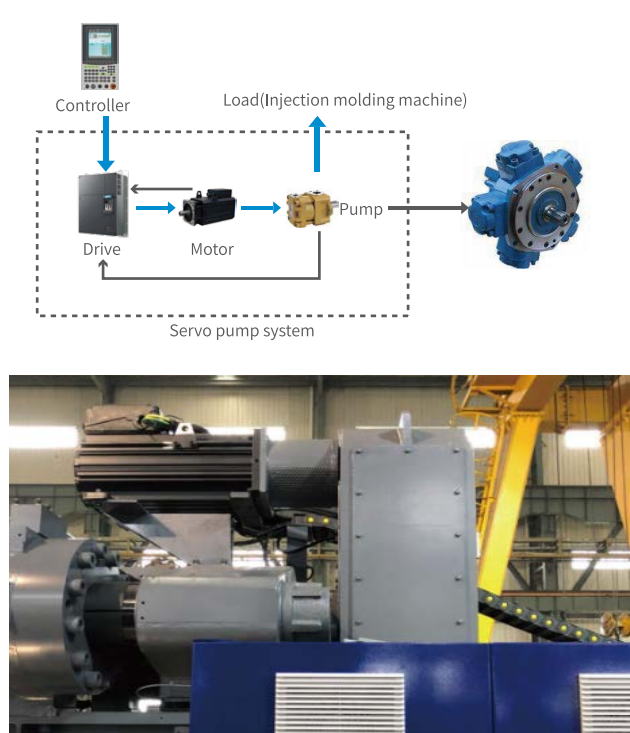 Controller
Load(Injection molding machine)
Pump
Drive
Motor
Servo pump system